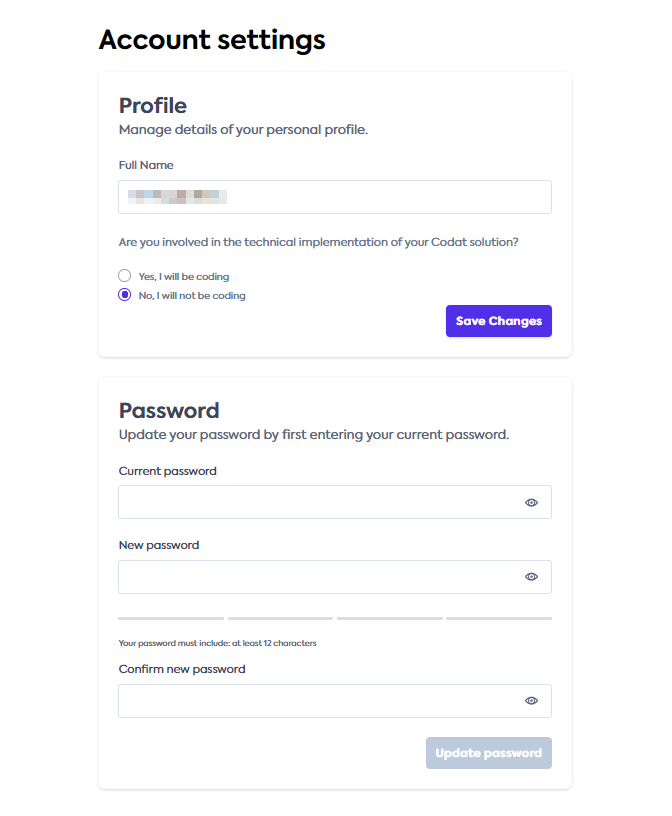 Account settings
Profile
Manage details of your personal profile.
Full Name
Are you involved in the technical implementation of your Codat solution?
Yes, I will be coding
No, I will not be coding
Save Changes
Password
Update your password by first entering your current password.
Current password
New password
Your password must include: at least 12 characters
Confirm new password
Update password